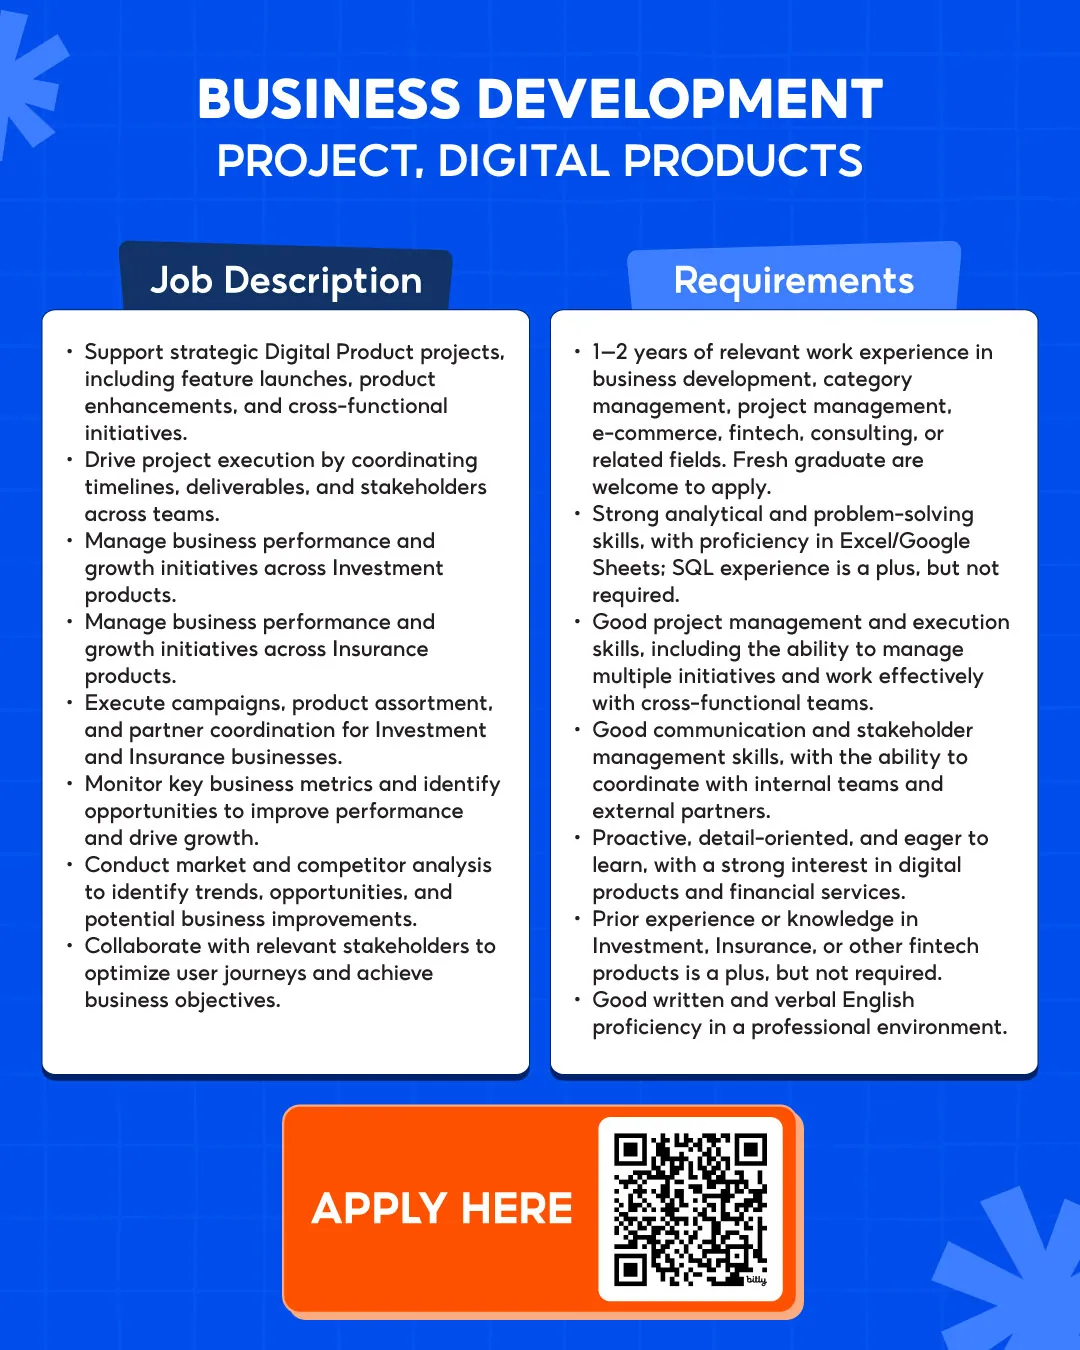 BUSINESS DEVELOPMENT
PROJECT, DIGITAL PRODUCTS
Job Description
• Support strategic Digital Product projects,
including feature launches, product
enhancements, and cross-functional
initiatives.
• Drive project execution by coordinating
timelines, deliverables, and stakeholders
across teams.
• Manage business performance and
growth initiatives across Investment
products.
• Manage business performance and
growth initiatives across Insurance
products.
• Execute campaigns, product assortment,
and partner coordination for Investment
and Insurance businesses.
• Monitor key business metrics and identify
opportunities to improve performance
and drive growth.
• Conduct market and competitor analysis
to identify trends, opportunities, and
potential business improvements.
• Collaborate with relevant stakeholders to
optimize user journeys and achieve
business objectives.
Requirements
• 1–2 years of relevant work experience in
business development, category
management, project management,
e-commerce, fintech, consulting, or
related fields. Fresh graduate are
welcome to apply.
• Strong analytical and problem-solving
skills, with proficiency in Excel/Google
Sheets; SQL experience is a plus, but not
required.
• Good project management and execution
skills, including the ability to manage
multiple initiatives and work effectively
with cross-functional teams.
• Good communication and stakeholder
management skills, with the ability to
coordinate with internal teams and
external partners.
• Proactive, detail-oriented, and eager to
learn, with a strong interest in digital
products and financial services.
• Prior experience or knowledge in
Investment, Insurance, or other fintech
products is a plus, but not required.
• Good written and verbal English
proficiency in a professional environment.
APPLY HERE
bitly